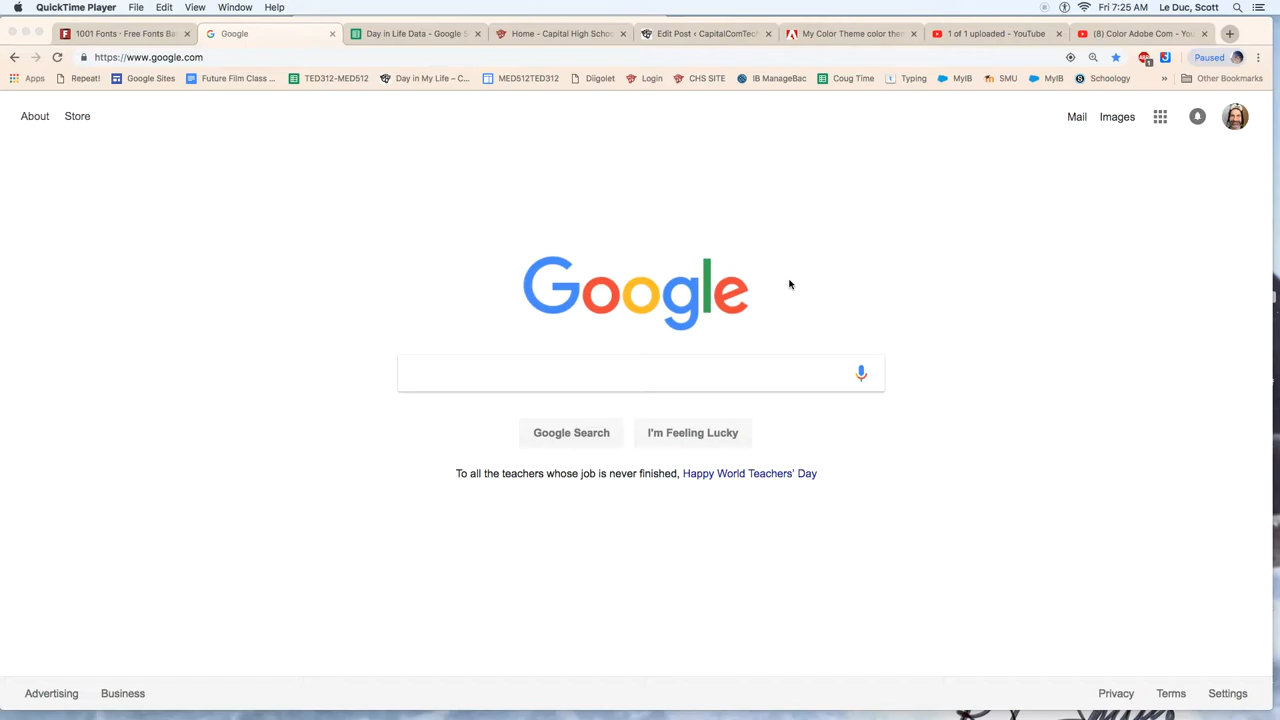 QuickTime Player File Edit View Window Help Fri 7:25 AM Le Duc, Scott
1001 Fonts · Free Fonts Ba Google Day in Life Data - Google S Home - Capital High Schoo Edit Post ‹ CapitalComTech My Color Theme color them 1 of 1 uploaded - YouTube (8) Color Adobe Com - You
https://www.google.com Paused
Apps Repeat! Google Sites Future Film Class ... TED312-MED512 Day in My Life – C... MED512TED312 Diigolet Login CHS SITE IB ManageBac Coug Time Typing MyIB SMU MyIB Schoology » Other Bookmarks
About Store Mail Images
Google
Google Search I'm Feeling Lucky
To all the teachers whose job is never finished, Happy World Teachers' Day
Advertising Business Privacy Terms Settings